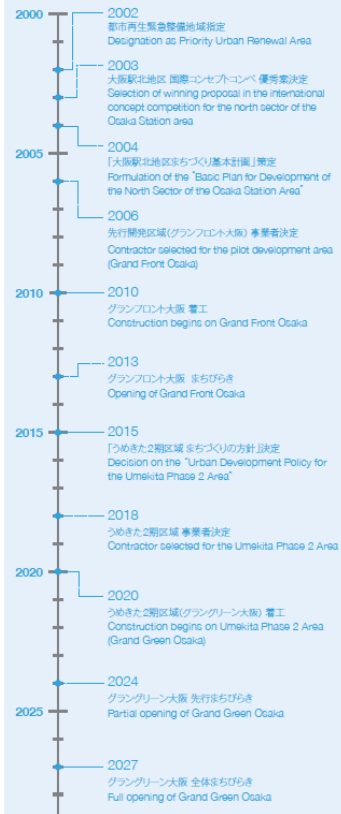 2000
2002
都市再生緊急整備地域指定
Designation as Priority Urban Renewal Area
2003
大阪駅北地区 国際コンセプトコンペ 優秀案決定
Selection of winning proposal in the international
concept competition for the north sector of the
Osaka Station area
2004
「大阪駅北地区まちづくり基本計画」策定
Formulation of the "Basic Plan for Development of
the North Sector of the Osaka Station Area"
2005
2006
先行開発区域(グランフロント大阪) 事業者決定
Contractor selected for the pilot development area
(Grand Front Osaka)
2010
2010
グランフロント大阪 着工
Construction begins on Grand Front Osaka
2013
グランフロント大阪 まちびらき
Opening of Grand Front Osaka
2015
2015
「うめきた2期区域 まちづくりの方針」決定
Decision on the "Urban Development Policy for
the Umekita Phase 2 Area"
2018
うめきた2期区域 事業者決定
Contractor selected for the Umekita Phase 2 Area
2020
2020
うめきた2期区域(グラングリーン大阪) 着工
Construction begins on Umekita Phase 2 Area
(Grand Green Osaka)
2024
グラングリーン大阪 先行まちびらき
Partial opening of Grand Green Osaka
2025
2027
グラングリーン大阪 全体まちびらき
Full opening of Grand Green Osaka